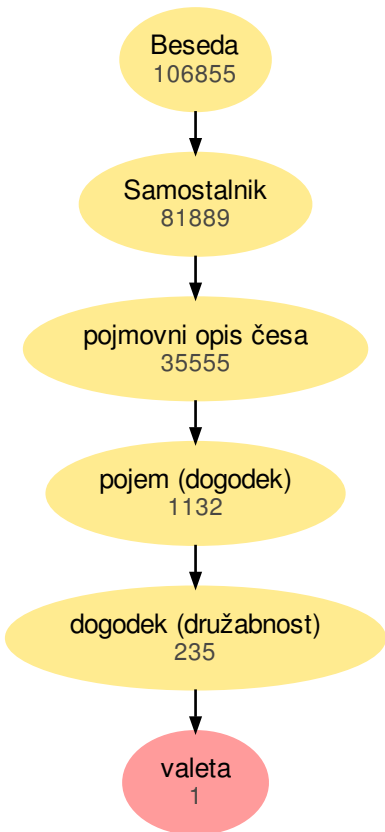 Beseda
106855
Samostalnik
81889
pojmovni opis česa
35555
pojem (dogodek)
1132
dogodek (družabnost)
235
valeta
1